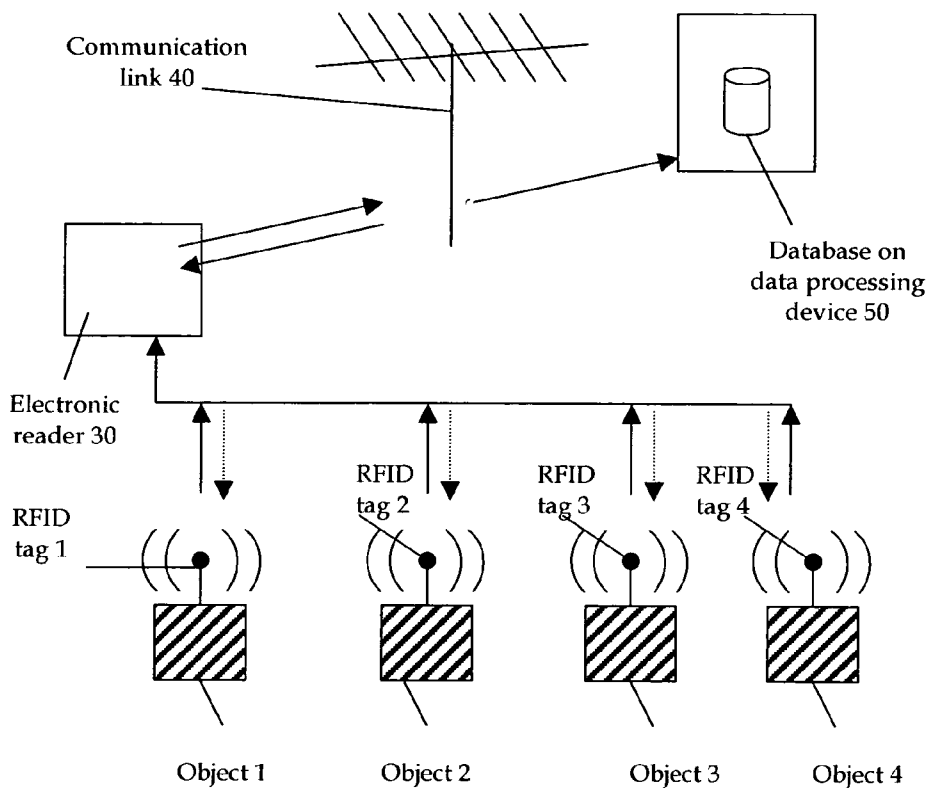 Communication
link 40
Database on
data processing
device 50
Electronic
reader 30
RFID
tag 1
RFID
tag 2
RFID
tag 3
RFID
tag 4
Object 1
Object 2
Object 3
Object 4